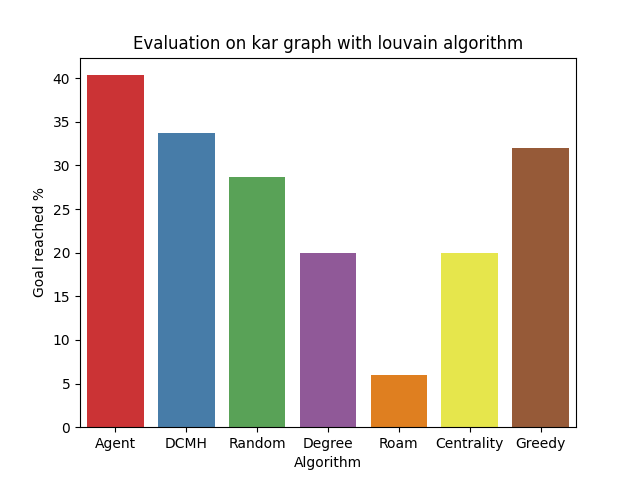 Evaluation on kar graph with louvain algorithm
Goal reached %
40
35
30
25
20
15
10
5
0
Agent DCMH Random Degree Roam Centrality Greedy
Algorithm